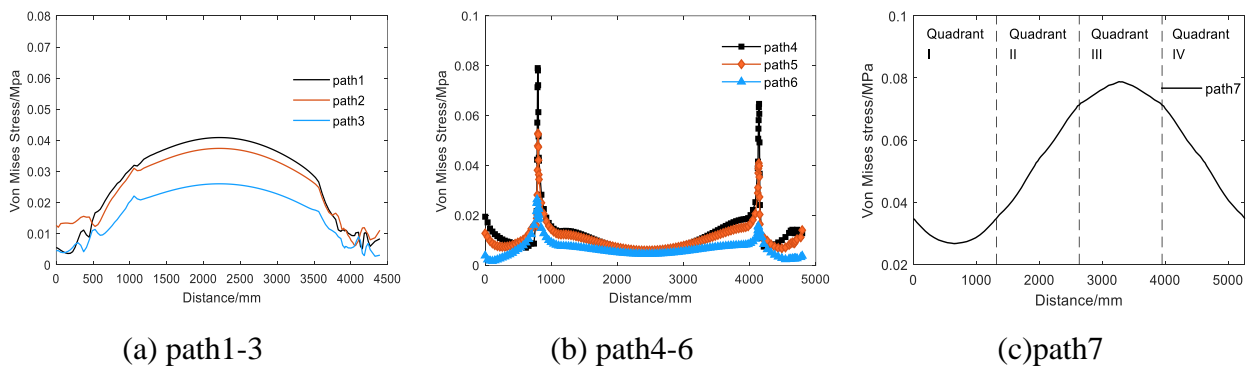 0.08
0.07
0.06
0.05
0.04
0.03
0.02
0.01
0
Von Mises Stress/Mpa
path1
path2
path3
0 500 1000 1500 2000 2500 3000 3500 4000 4500
Distance/mm
(a) path1-3
0.1
0.08
0.06
0.04
0.02
0
Von Mises Stress/Mpa
path4
path5
path6
0 1000 2000 3000 4000 5000
Distance/mm
(b) path4-6
0.1
0.08
0.06
0.04
0.02
Von Mises stress/MPa
Quadrant Quadrant Quadrant Quadrant
I II III IV
path7
0 1000 2000 3000 4000 5000
Distance/mm
(c)path7